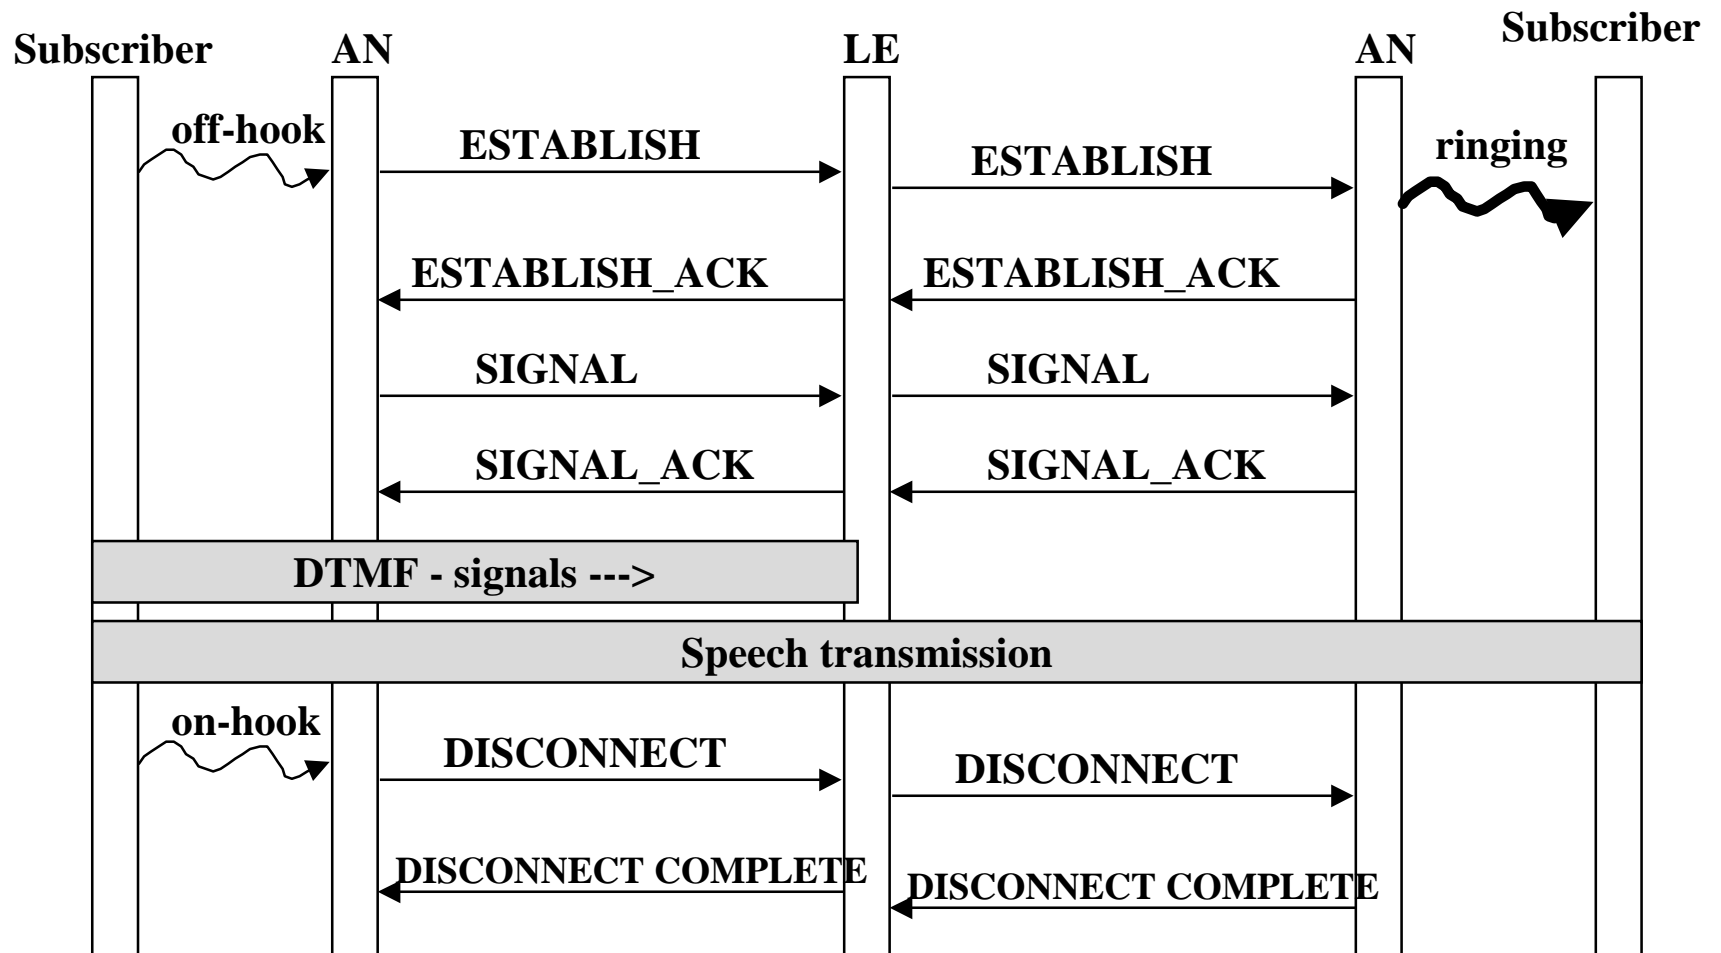 Subscriber AN LE AN Subscriber
off-hook ESTABLISH ESTABLISH ringing
ESTABLISH_ACK ESTABLISH_ACK
SIGNAL SIGNAL
SIGNAL_ACK SIGNAL_ACK
DTMF - signals --->
Speech transmission
on-hook DISCONNECT DISCONNECT
DISCONNECT COMPLETE DISCONNECT COMPLETE